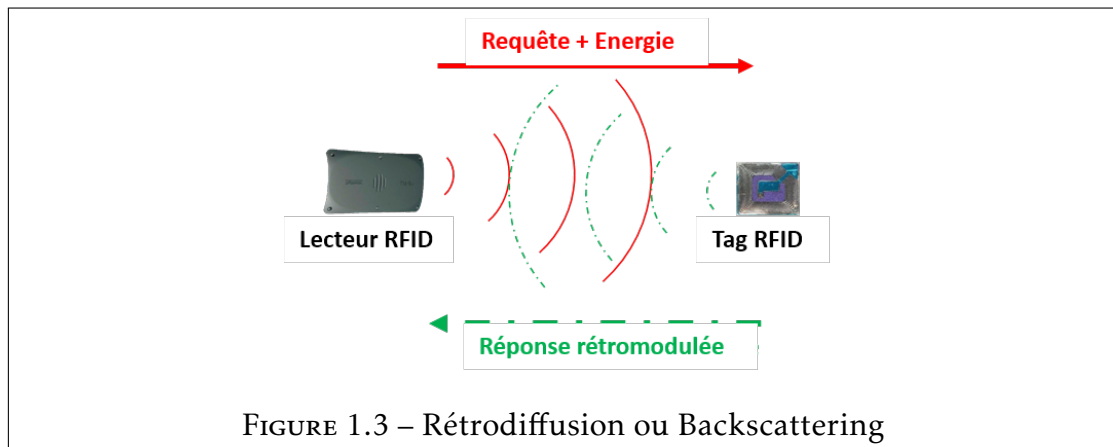 Requête + Energie
Lecteur RFID
Tag RFID
Réponse rétromodulée
FIGURE 1.3 – Rétrodiffusion ou Backscattering